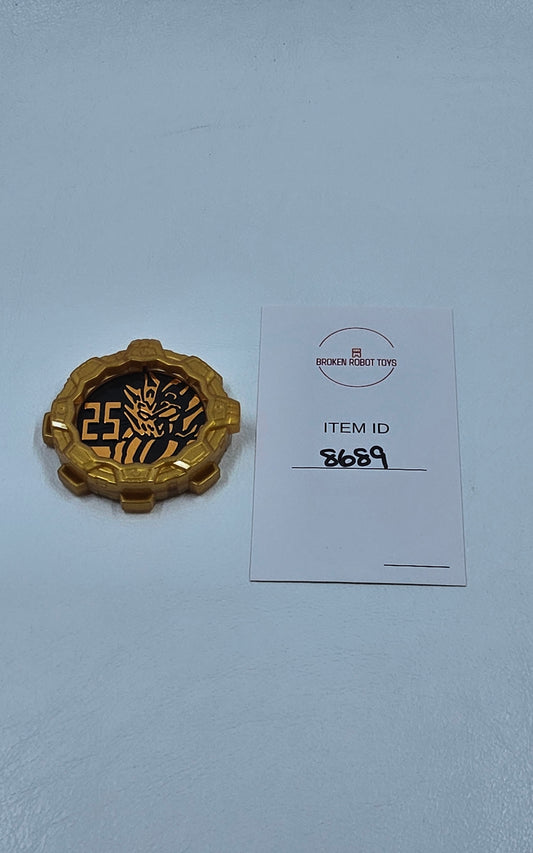 25
BROKEN ROBOT TOYS
ITEM ID
8689